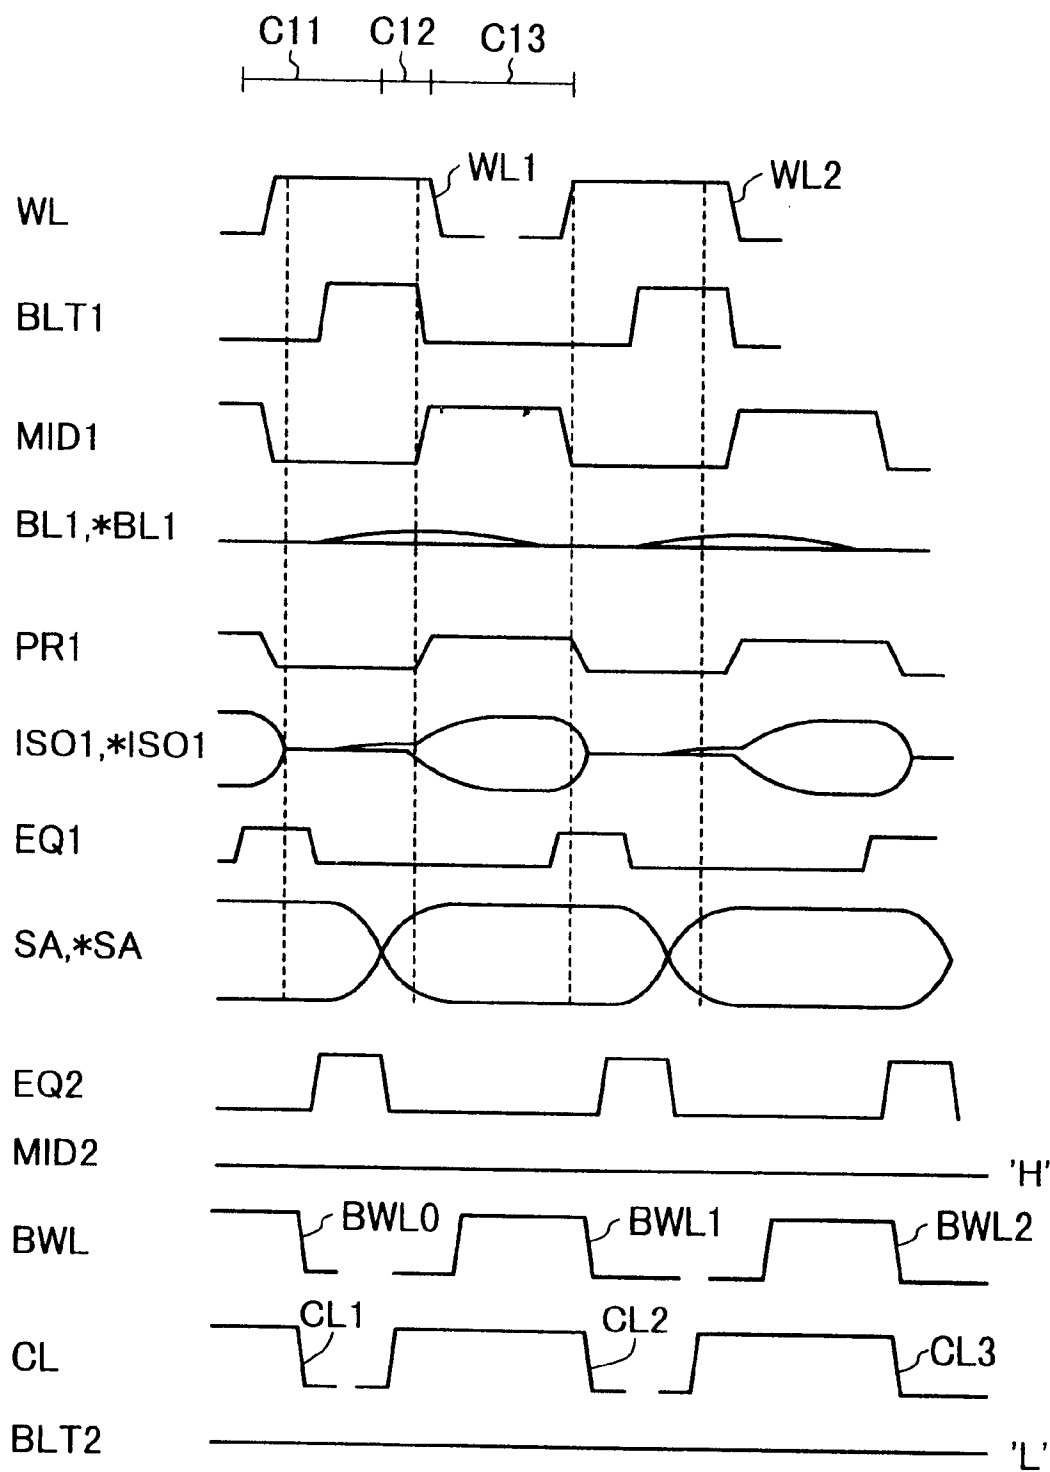 C11 C12 C13
WL WL1 WL2
BLT1
MID1
BL1,*BL1
PR1
ISO1,*ISO1
EQ1
SA,*SA
EQ2
MID2 'H'
BWL BWL0 BWL1 BWL2
CL CL1 CL2 CL3
BLT2 'L'